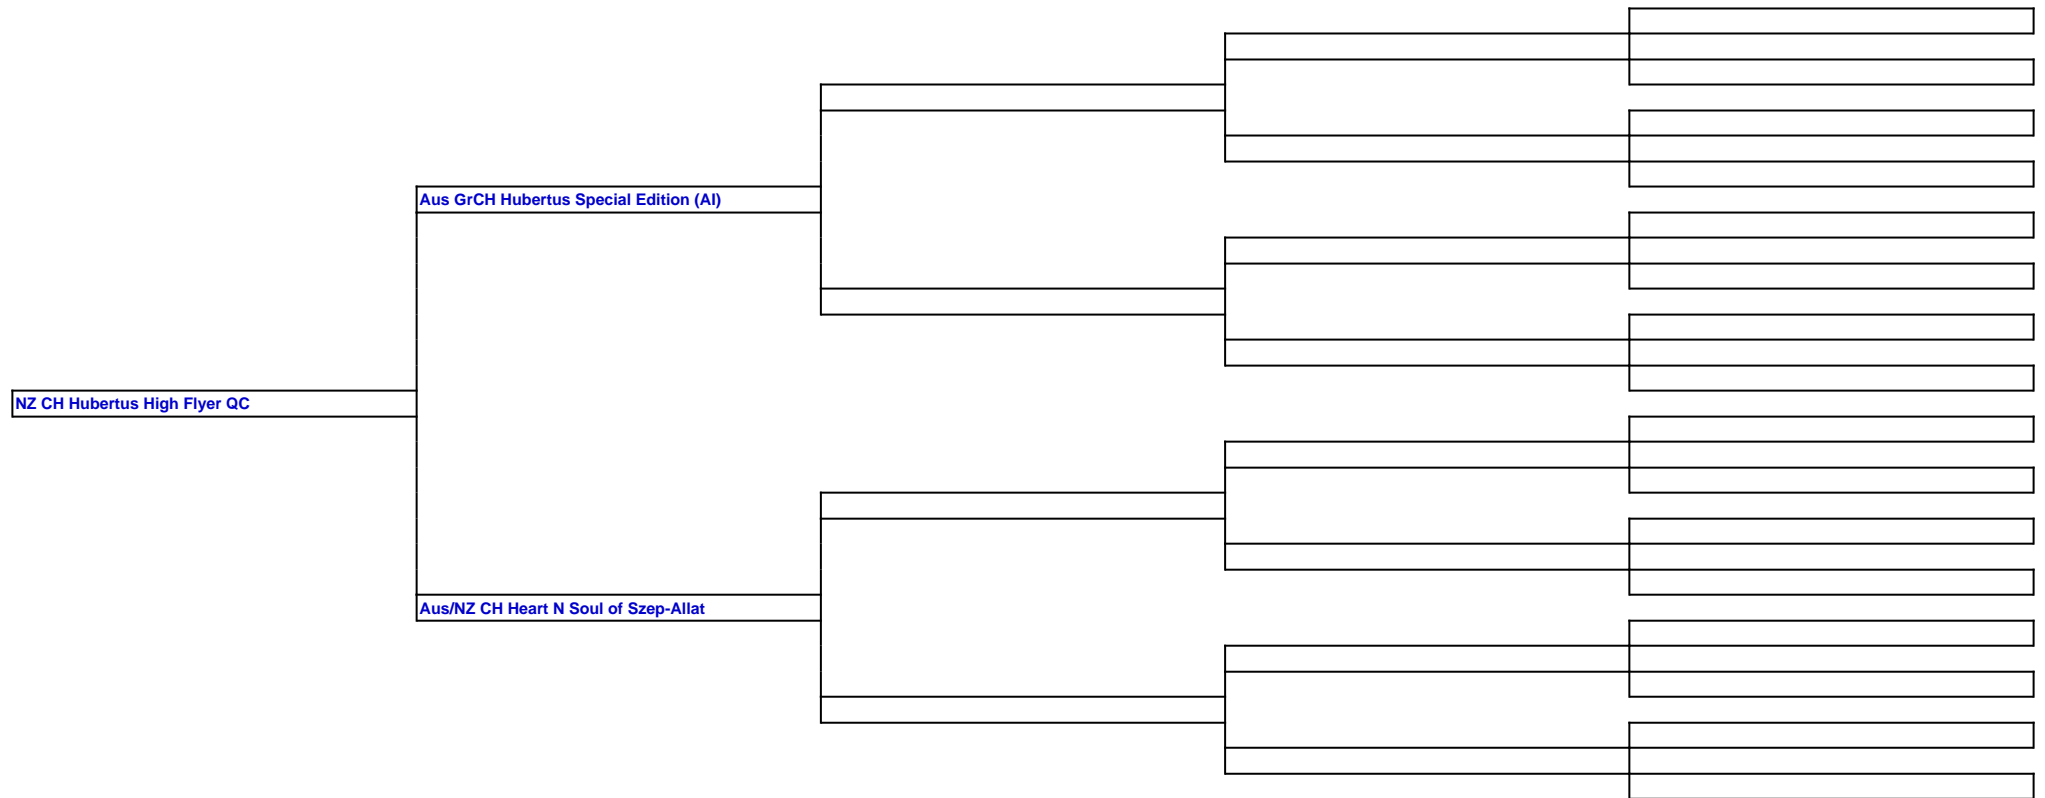 Aus GrCH Hubertus Special Edition (AI)
NZ CH Hubertus High Flyer QC
Aus/NZ CH Heart N Soul of Szep-Allat